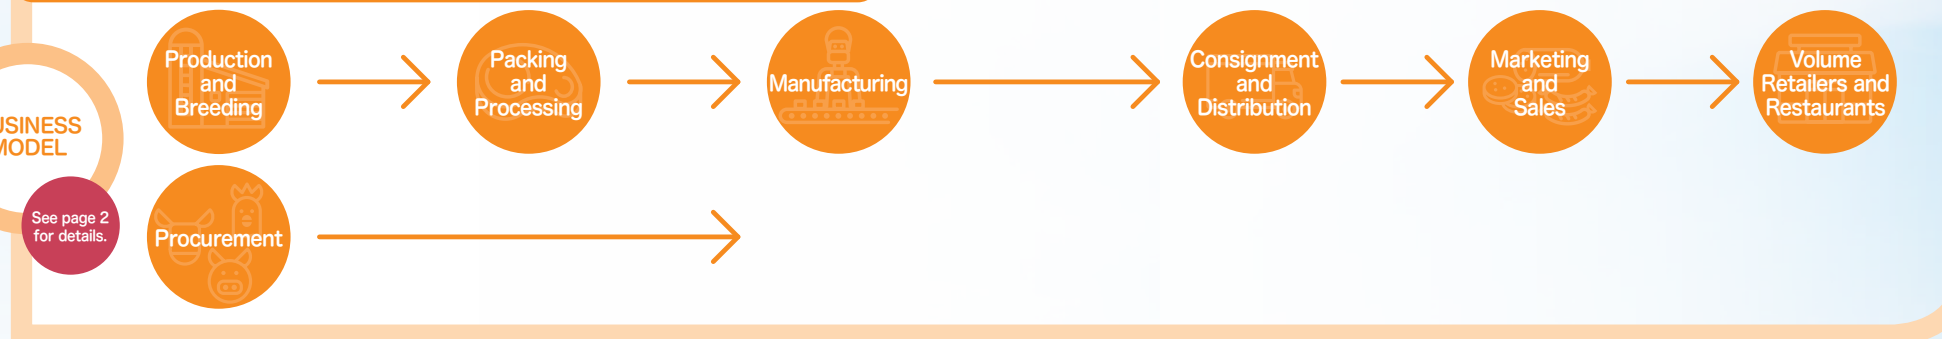 Production
and
Breeding
Packing
and
Processing
Manufacturing
Consignment
and
Distribution
Marketing
and
Sales
Volume
Retailers and
Restaurants
MODEL
See page 2
for details.
Procurement